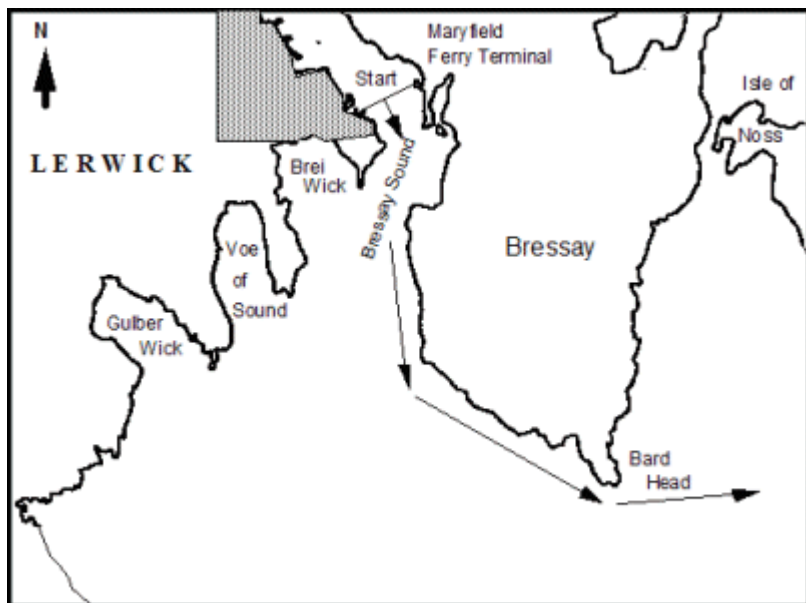 N
Maryfield
Ferry Terminal
Start
Isle of
Noss
LERWICK
Brei
Wick
Bressay Sound
Bressay
Voe
of
Sound
Gulber
Wick
Bard
Head